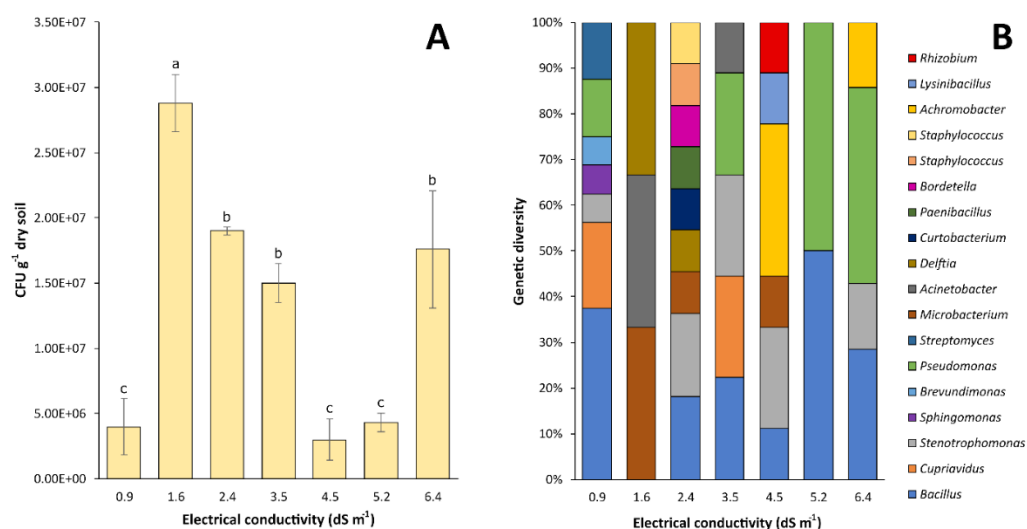 A
CFU g⁻¹ dry soil
3.50E+07
3.00E+07
2.50E+07
2.00E+07
1.50E+07
1.00E+07
5.00E+06
0.00E+00
c
a
b
b
c
c
b
0.9 1.6 2.4 3.5 4.5 5.2 6.4
Electrical conductivity (dS m⁻¹)
B
Genetic diversity
100%
90%
80%
70%
60%
50%
40%
30%
20%
10%
0%
0.9 1.6 2.4 3.5 4.5 5.2 6.4
Electrical conductivity (dS m⁻¹)
Rhizobium
Lysinibacillus
Achromobacter
Staphylococcus
Staphylococcus
Bordetella
Paenibacillus
Curtobacterium
Delftia
Acinetobacter
Microbacterium
Streptomyces
Pseudomonas
Brevundimonas
Sphingomonas
Stenotrophomonas
Cupriavidus
Bacillus